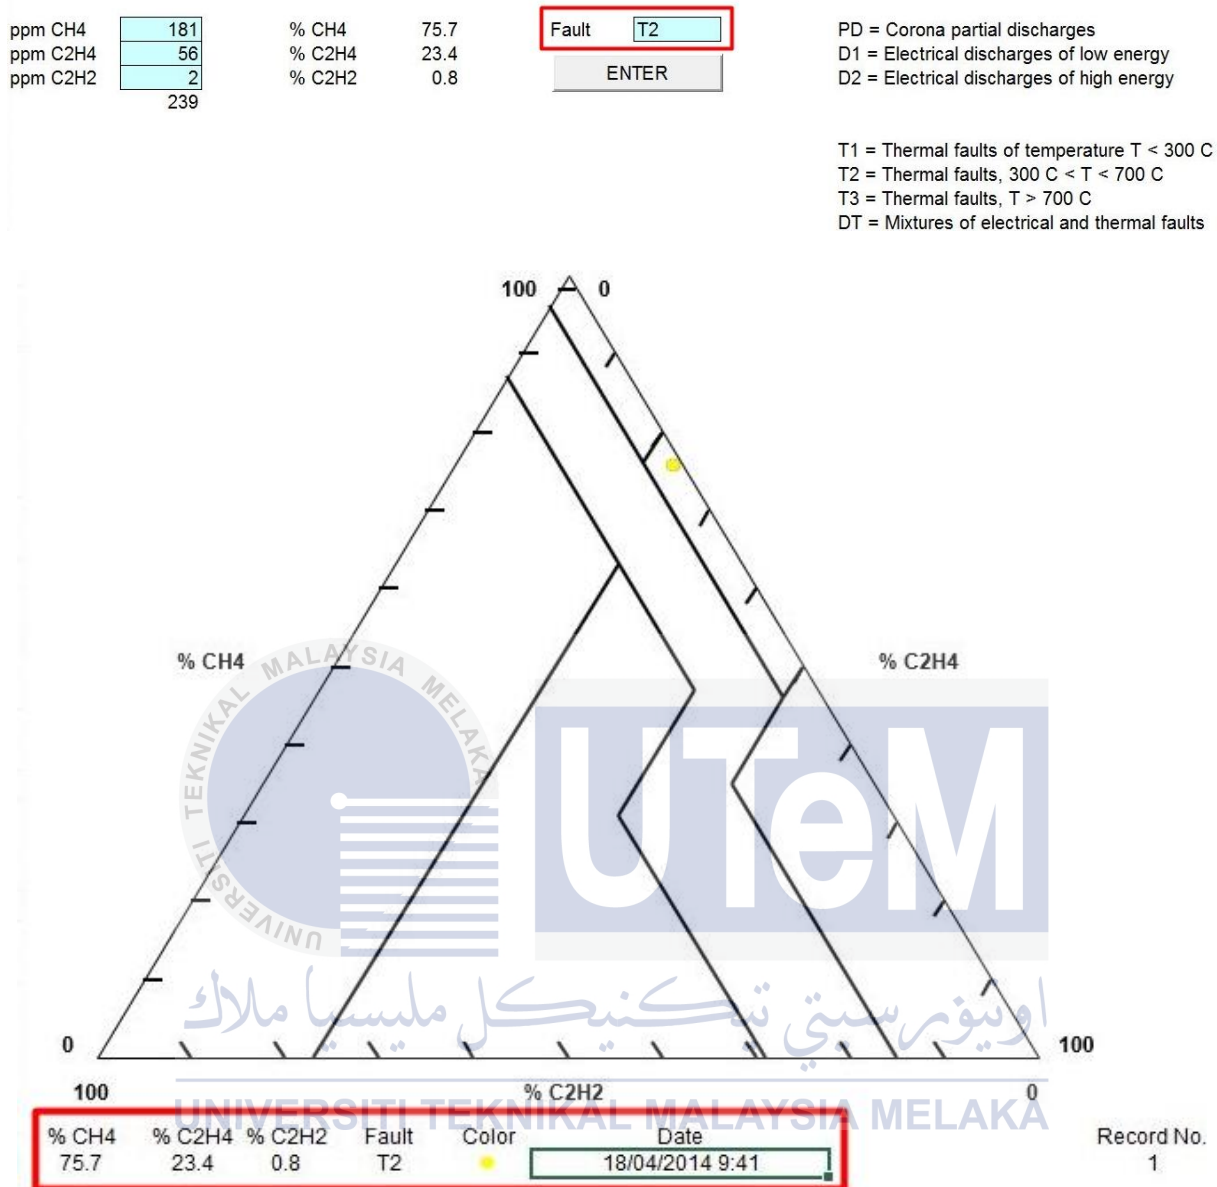 ppm CH4 181 % CH4 75.7 Fault T2 PD = Corona partial discharges
ppm C2H4 56 % C2H4 23.4 D1 = Electrical discharges of low energy
ppm C2H2 2 % C2H2 0.8 ENTER D2 = Electrical discharges of high energy
239
T1 = Thermal faults of temperature T < 300 C
T2 = Thermal faults, 300 C < T < 700 C
T3 = Thermal faults, T > 700 C
DT = Mixtures of electrical and thermal faults
100 0
% CH4 % C2H4
UNIVERSITI TEKNIKAL MALAYSIA MELAKA
UTeM
اونيۏرسيتي تيكنيكل مليسيا ملاك
0 100
100 % C2H2 0
UNIVERSITI TEKNIKAL MALAYSIA MELAKA
% CH4 % C2H4 % C2H2 Fault Color Date Record No.
75.7 23.4 0.8 T2 18/04/2014 9:41 1